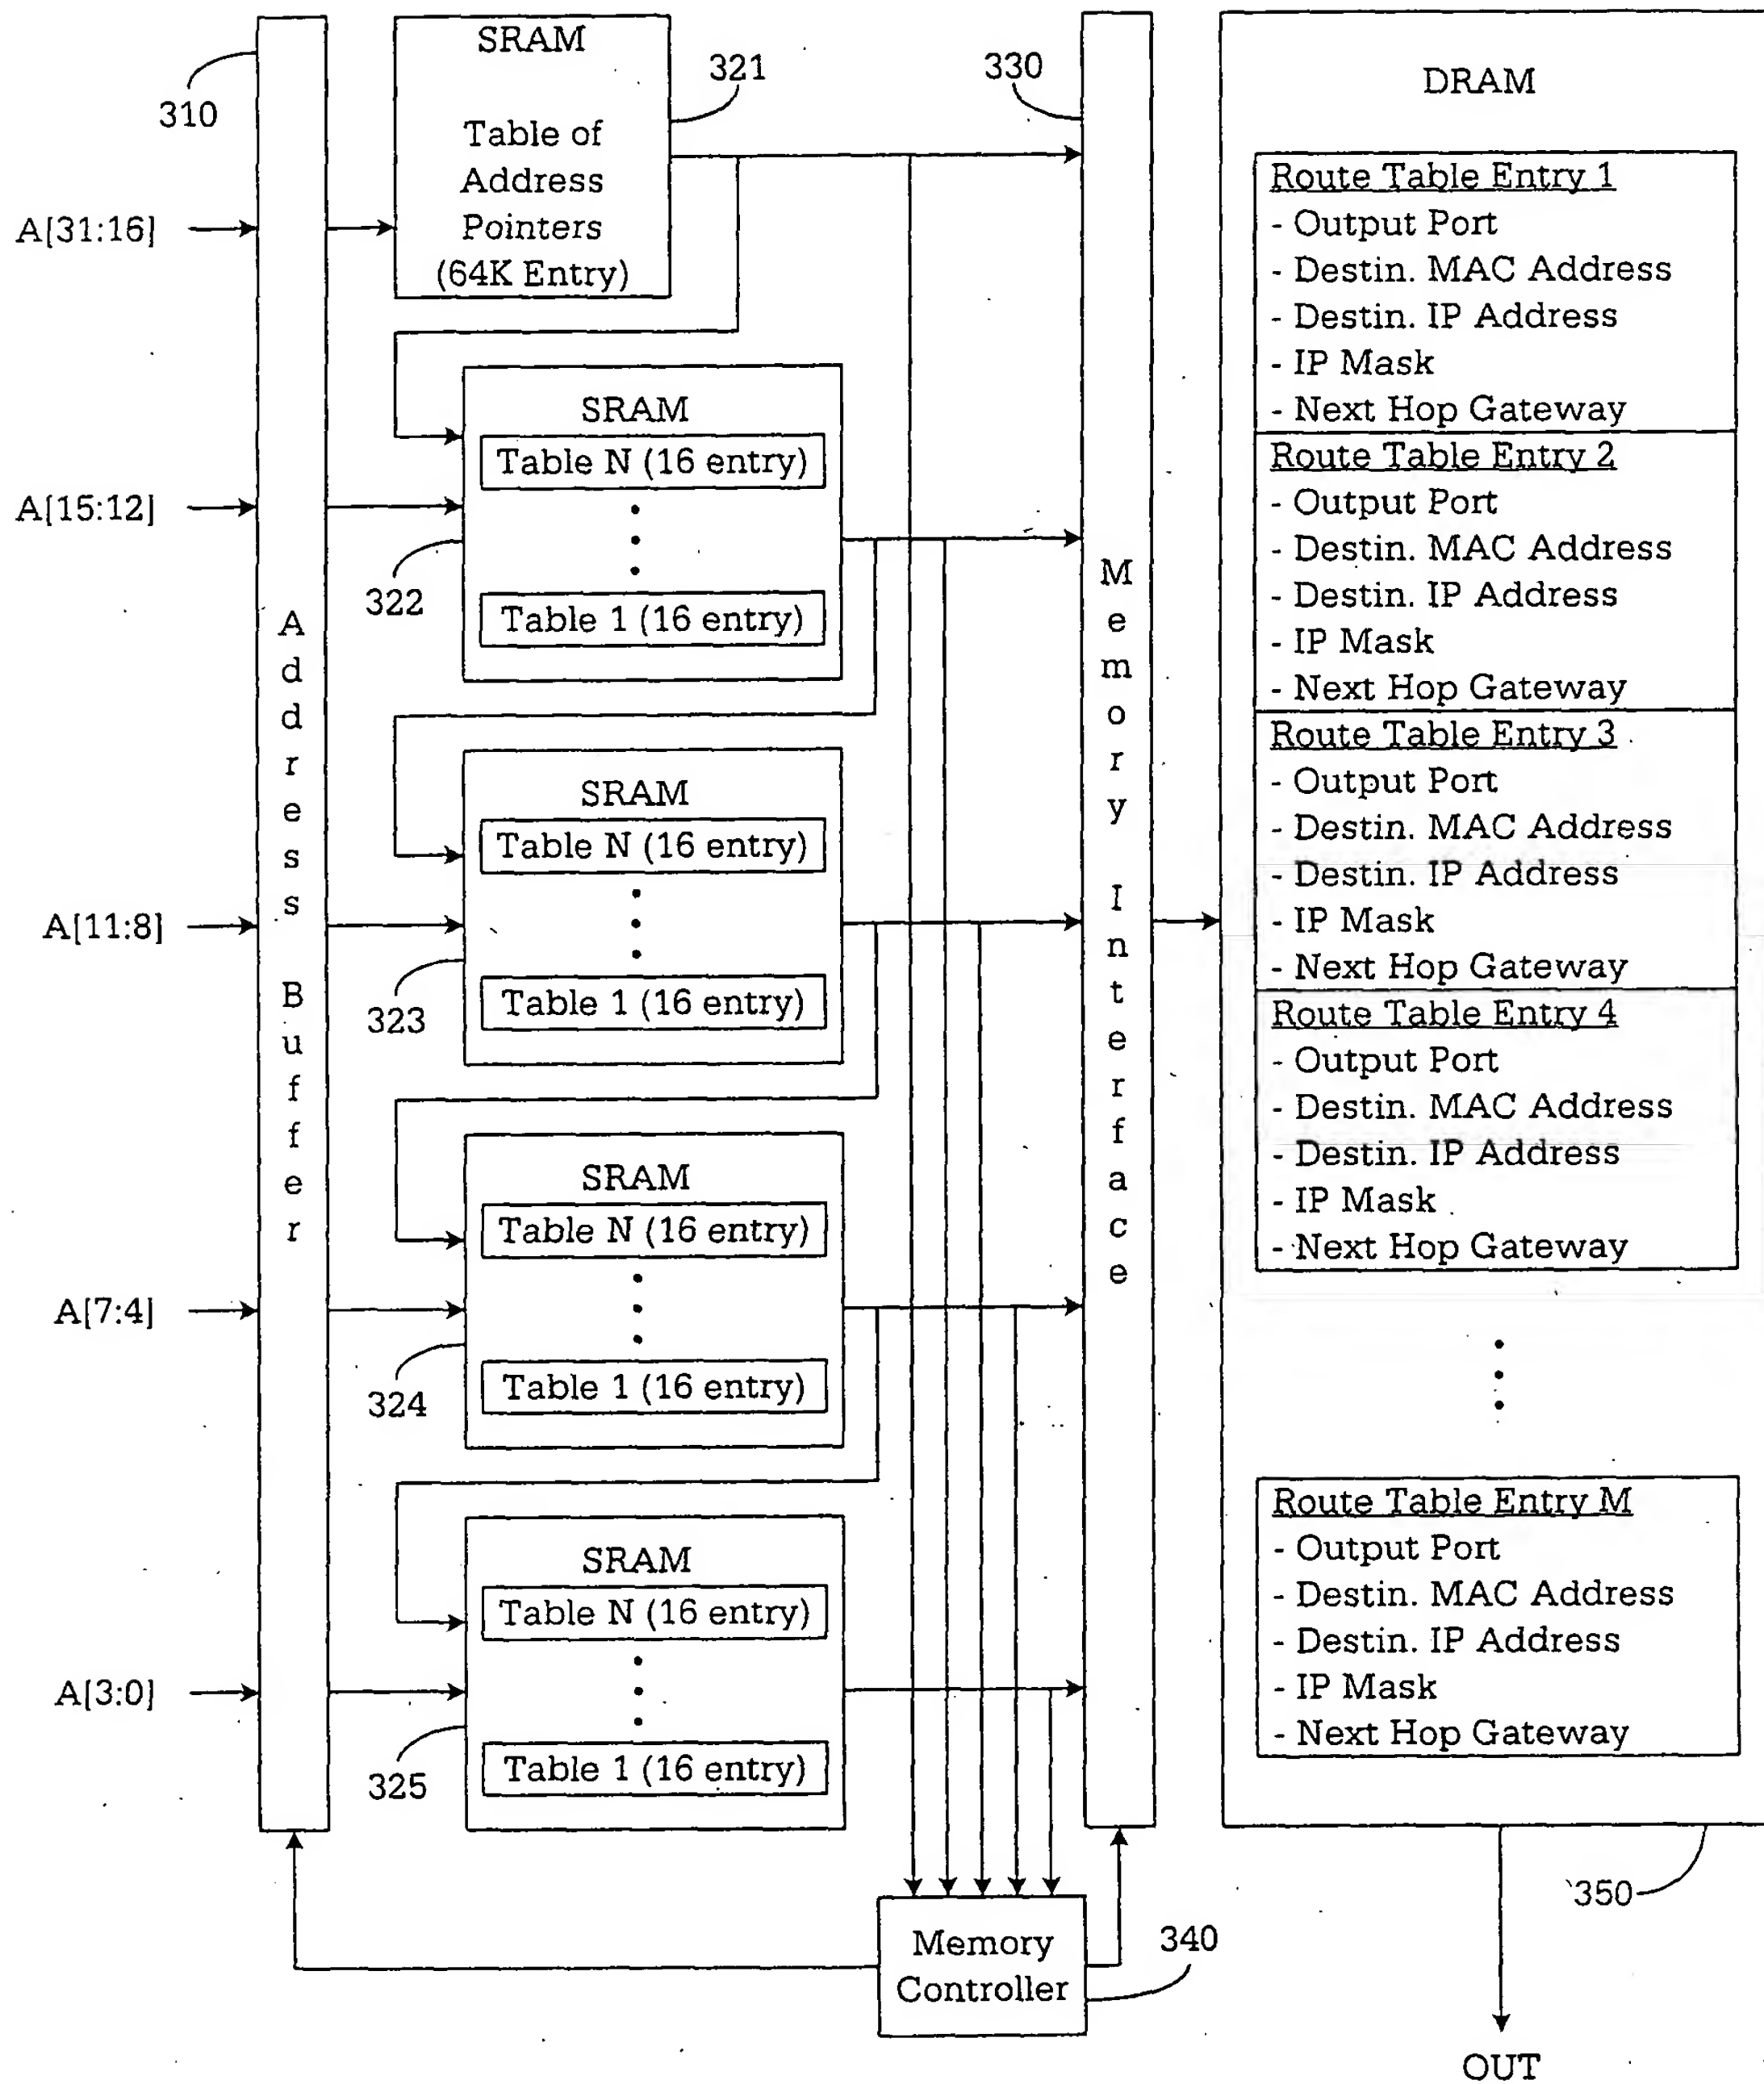 310
A[31:16]
A[15:12]
A[11:8]
A[7:4]
A[3:0]
Address Buffer
SRAM
Table of
Address
Pointers
(64K Entry)
321
SRAM
Table N (16 entry)
Table 1 (16 entry)
322
SRAM
Table N (16 entry)
Table 1 (16 entry)
323
SRAM
Table N (16 entry)
Table 1 (16 entry)
324
SRAM
Table N (16 entry)
Table 1 (16 entry)
325
330
Memory Interface
Memory
Controller
340
DRAM
Route Table Entry 1
- Output Port
- Destin. MAC Address
- Destin. IP Address
- IP Mask
- Next Hop Gateway
Route Table Entry 2
- Output Port
- Destin. MAC Address
- Destin. IP Address
- IP Mask
- Next Hop Gateway
Route Table Entry 3
- Output Port
- Destin. MAC Address
- Destin. IP Address
- IP Mask
- Next Hop Gateway
Route Table Entry 4
- Output Port
- Destin. MAC Address
- Destin. IP Address
- IP Mask
- Next Hop Gateway
Route Table Entry M
- Output Port
- Destin. MAC Address
- Destin. IP Address
- IP Mask
- Next Hop Gateway
350
OUT